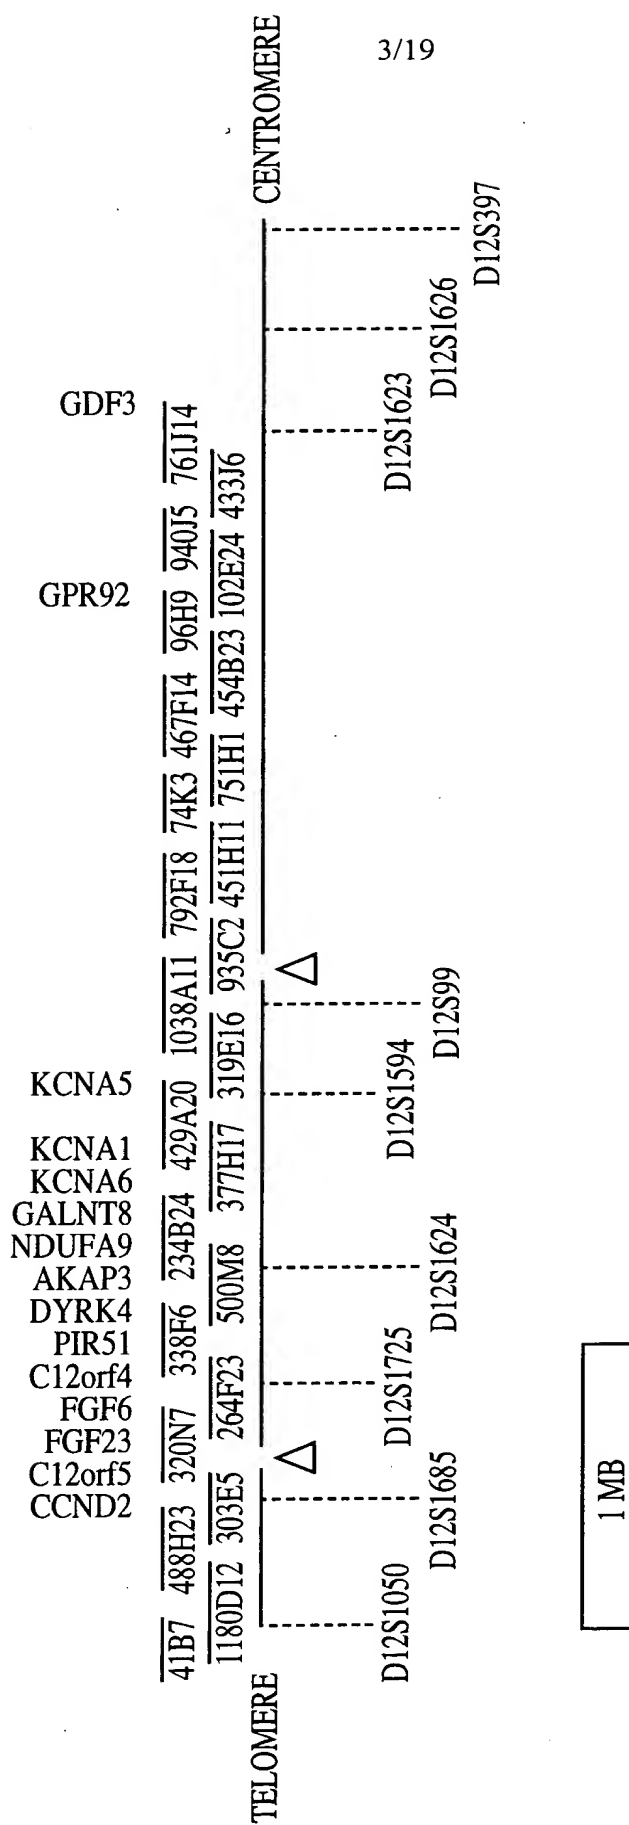 3/19
GDF3
GPR92
KCNA5
KCNA1
KCNA6
GALNT8
NDUFA9
AKAP3
DYRK4
PIR51
C12orf4
FGF6
FGF23
C12orf5
CCND2
41B7 488H23 320N7 338F6 234B24 429A20 1038A11 792F18 74K3 467F14 96H9 940J5 761J14
1180D12 303E5 264F23 500M8 377H17 319E16 935C2 451H11 751H1 454B23 102E24 433J6
TELOMERE CENTROMERE
D12S1050
D12S1685
D12S1725
D12S1624
D12S1594
D12S99
D12S1623
D12S1626
D12S397
1 MB